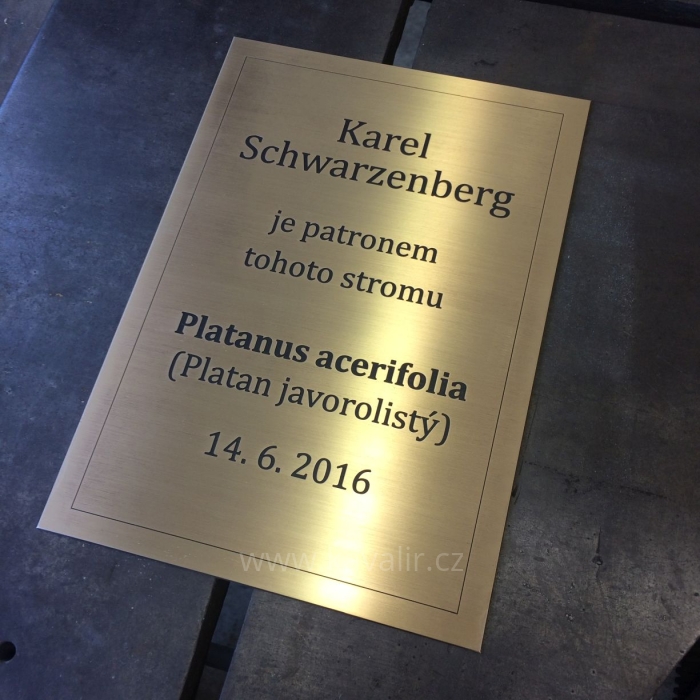 Karel
Schwarzenberg
je patronem
tohoto stromu
Platanus acerifolia
(Platan javorolistý)
14. 6. 2016